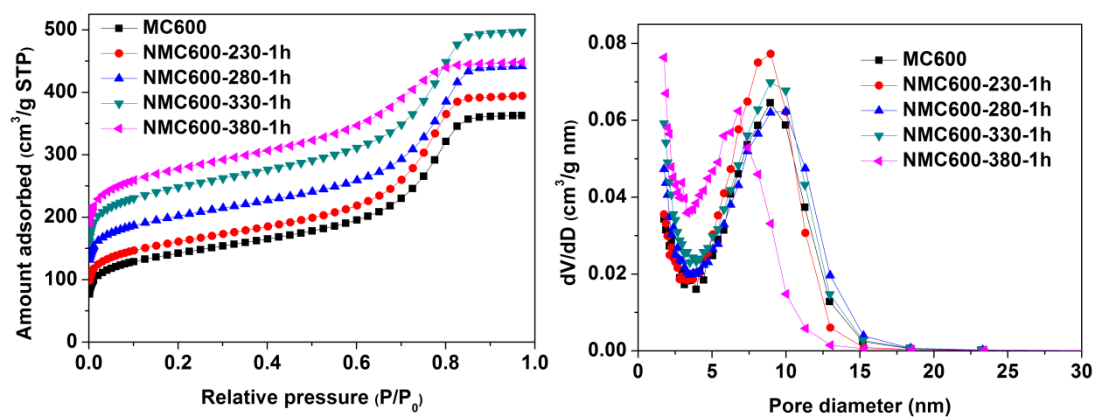 500
400
300
200
100
0
Amount adsorbed (cm³/g STP)
MC600
NMC600-230-1h
NMC600-280-1h
NMC600-330-1h
NMC600-380-1h
0.0 0.2 0.4 0.6 0.8 1.0
Relative pressure (P/P₀)
0.08
0.06
0.04
0.02
0.00
dV/dD (cm³/g nm)
MC600
NMC600-230-1h
NMC600-280-1h
NMC600-330-1h
NMC600-380-1h
0 5 10 15 20 25 30
Pore diameter (nm)